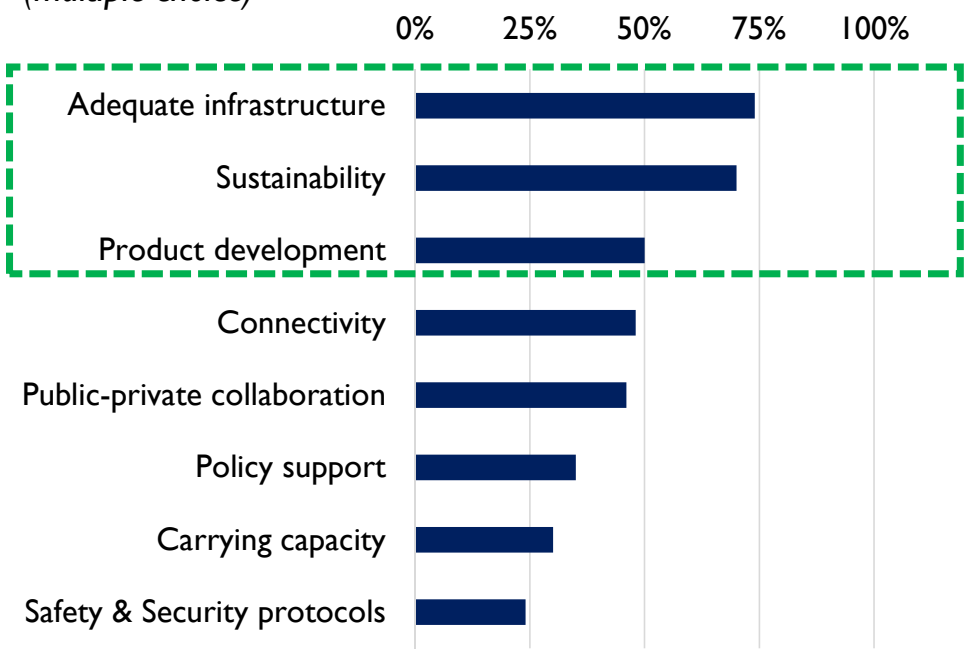 0% 25% 50% 75% 100%
Adequate infrastructure
Sustainability
Product development
Connectivity
Public-private collaboration
Policy support
Carrying capacity
Safety & Security protocols